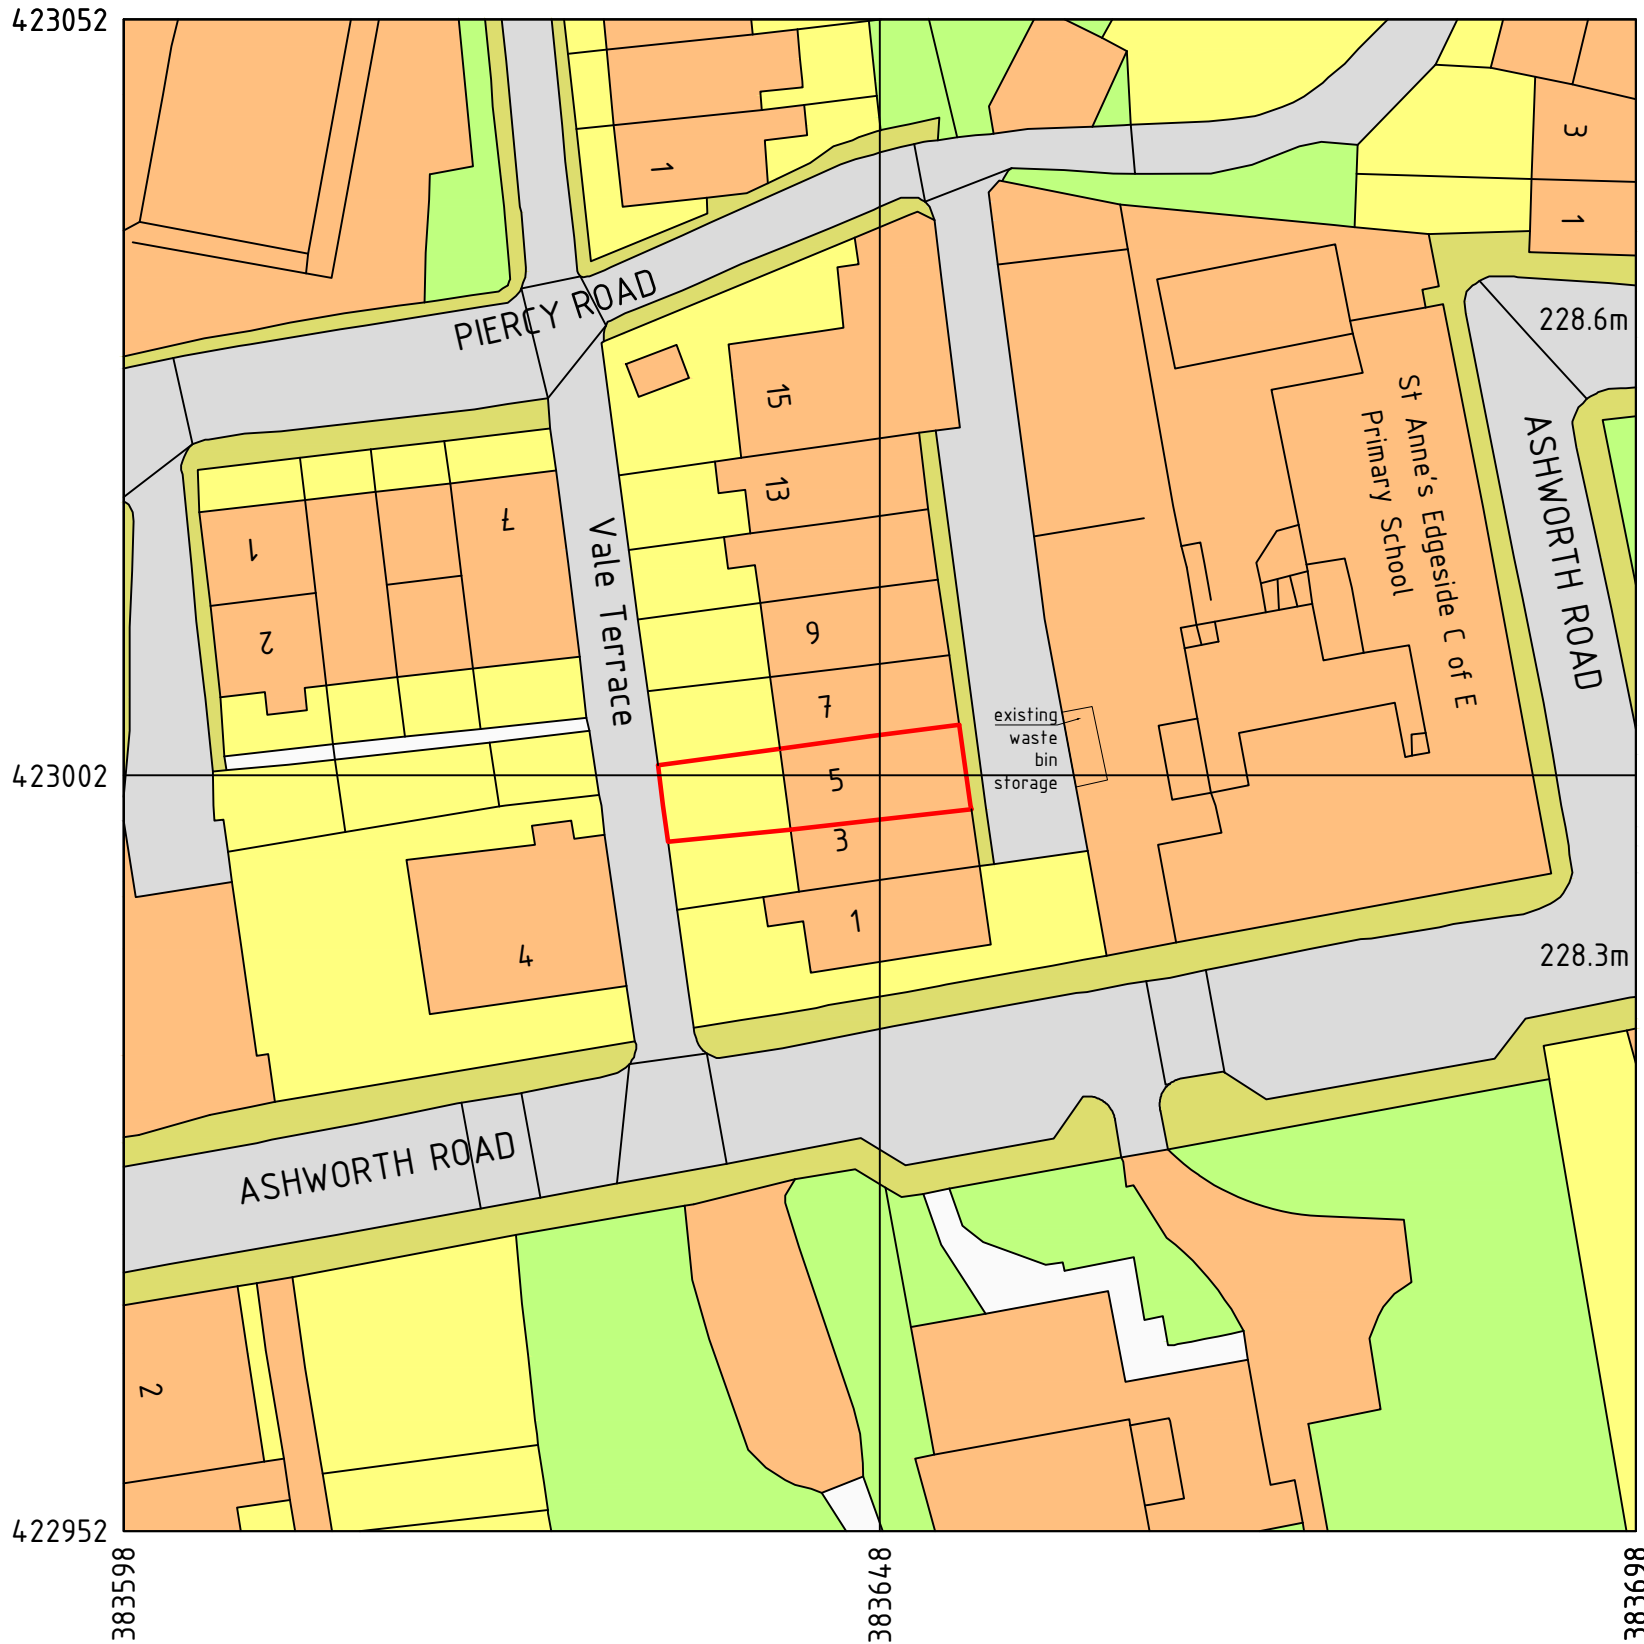 423052
3
1
1
PIERCY ROAD
228.6m
15
St Anne's Edgeside C of E
Primary School
ASHWORTH ROAD
13
7
1
Vale Terrace
9
2
7
existing
waste
bin
storage
423002
5
3
1
4
228.3m
ASHWORTH ROAD
2
422952
383598
383648
383698